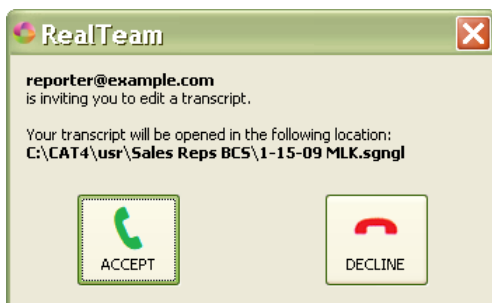 RealTeam
reporter@example.com
is inviting you to edit a transcript.
Your transcript will be opened in the following location:
C:\CAT4\usr\Sales Reps BCS\1-15-09 MLK.sgngl
ACCEPT
DECLINE